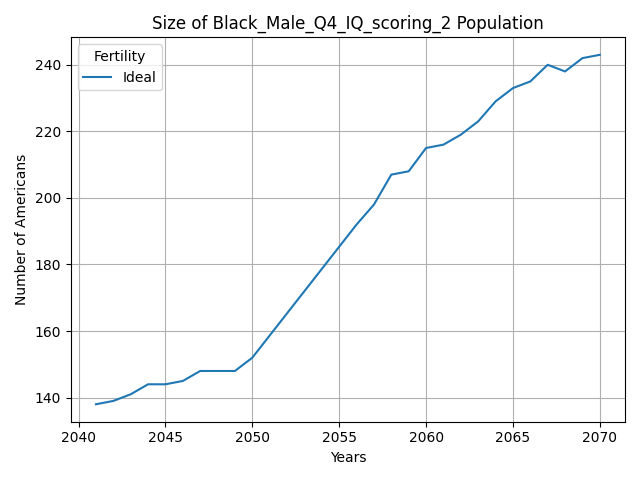 Size of Black_Male_Q4_IQ_scoring_2 Population
Fertility
Ideal
Number of Americans
240
220
200
180
160
140
2040 2045 2050 2055 2060 2065 2070
Years